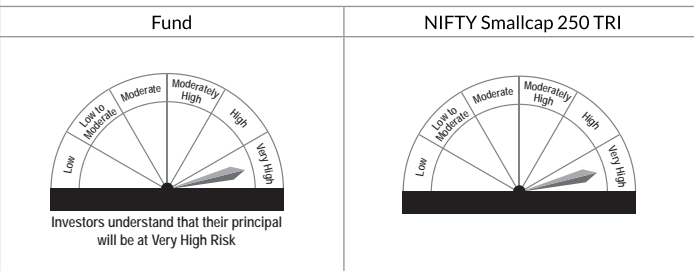 Fund
NIFTY Smallcap 250 TRI
Low
Low to
Moderate
Moderate
Moderately
High
High
Very High
Low
Low to
Moderate
Moderate
Moderately
High
High
Very High
Investors understand that their principal
will be at Very High Risk